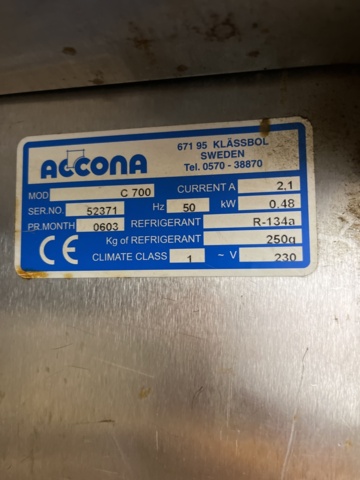 ACCONA
671 95 KLÄSSBOL
SWEDEN
Tel. 0570 - 38870
MOD C 700 CURRENT A 2,1
SER.NO. 52371 Hz 50 kW 0.48
PR.MONTH 0603 REFRIGERANT R-134a
Kg of REFRIGERANT 250g
CE CLIMATE CLASS 1 ~ V 230